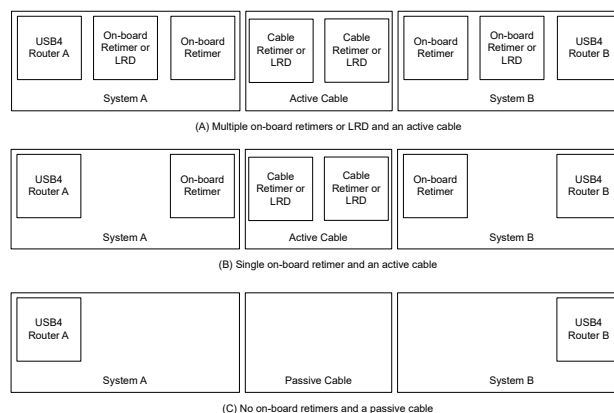 USB4
Router A
On-board
Retimer or
LRD
On-board
Retimer
System A
Cable
Retimer or
LRD
Cable
Retimer or
LRD
Active Cable
On-board
Retimer
On-board
Retimer or
LRD
USB4
Router B
System B
(A) Multiple on-board retimers or LRD and an active cable
USB4
Router A
On-board
Retimer
System A
Cable
Retimer or
LRD
Cable
Retimer or
LRD
Active Cable
On-board
Retimer
USB4
Router B
System B
(B) Single on-board retimer and an active cable
USB4
Router A
System A
Passive Cable
USB4
Router B
System B
(C) No on-board retimers and a passive cable